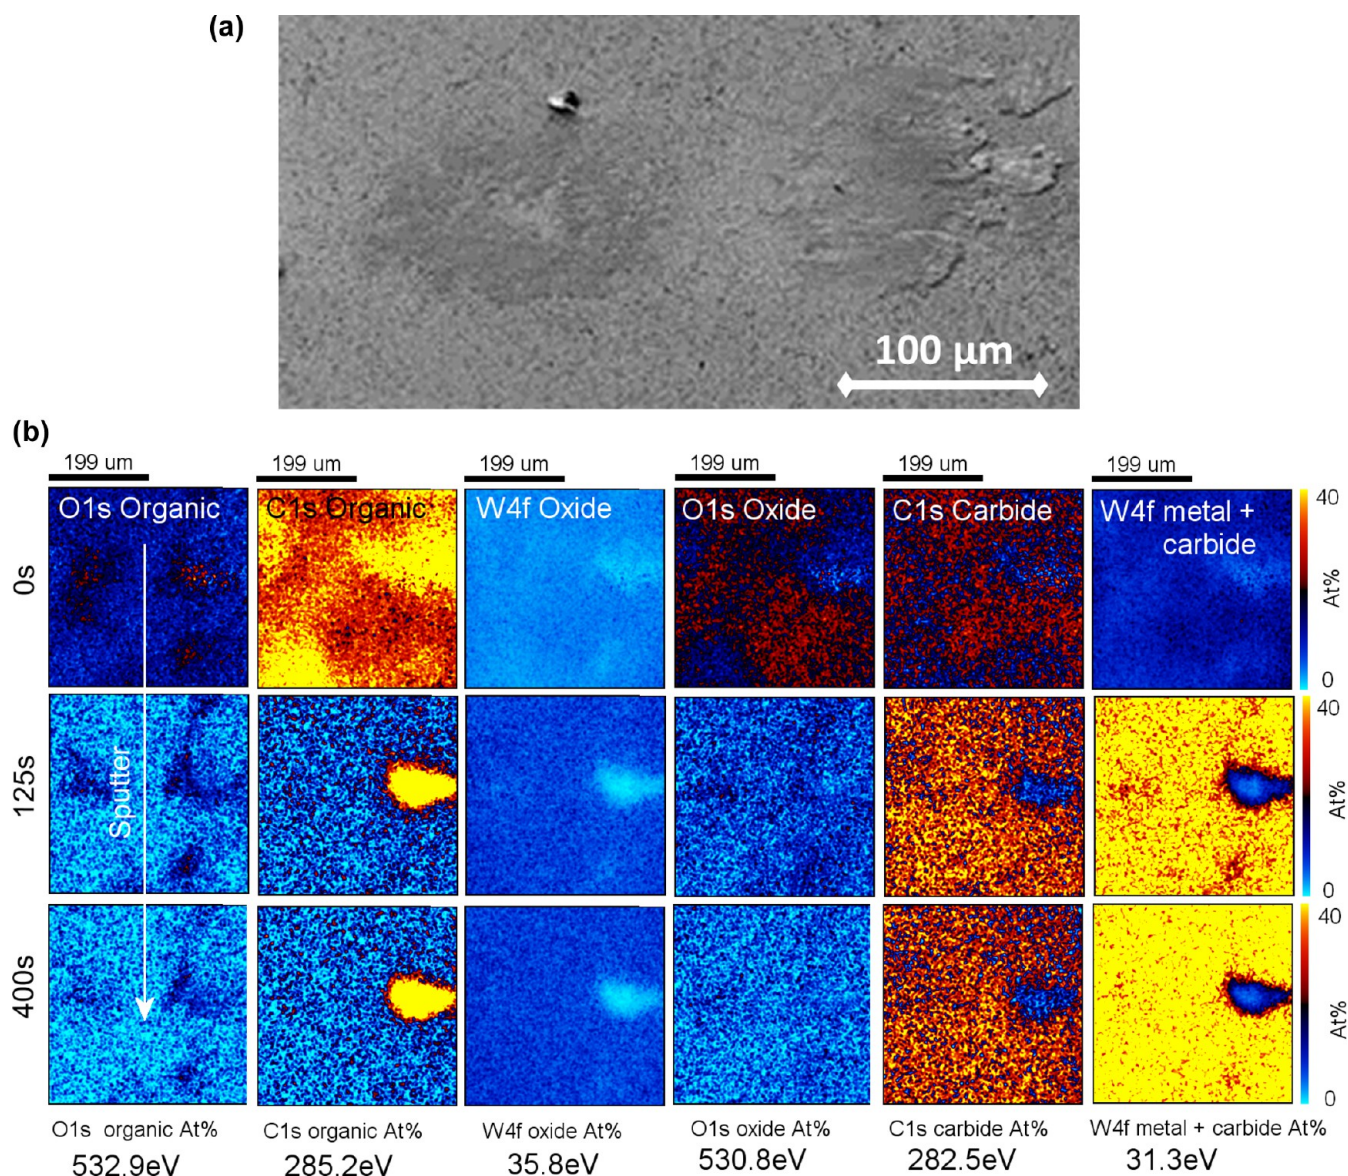 (a)
100 µm
(b)
199 um 199 um 199 um 199 um 199 um 199 um
O1s Organic C1s Organic W4f Oxide O1s Oxide C1s Carbide W4f metal +
carbide
0s
40
At%
0
125s
Sputter
40
At%
0
400s
40
At%
0
O1s organic At% C1s organic At% W4f oxide At% O1s oxide At% C1s carbide At% W4f metal + carbide At%
532.9eV 285.2eV 35.8eV 530.8eV 282.5eV 31.3eV